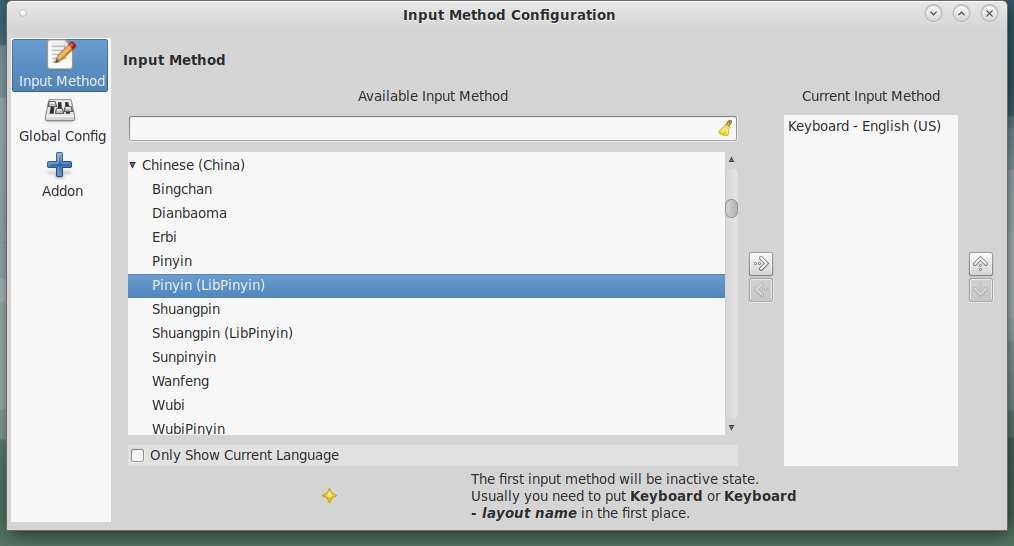 Input Method Configuration
Input Method
Global Config
Addon
Input Method
Available Input Method
Chinese (China)
Bingchan
Dianbaoma
Erbi
Pinyin
Pinyin (LibPinyin)
Shuangpin
Shuangpin (LibPinyin)
Sunpinyin
Wanfeng
Wubi
WubiPinyin
Only Show Current Language
Current Input Method
Keyboard - English (US)
The first input method will be inactive state.
Usually you need to put Keyboard or Keyboard
- layout name in the first place.